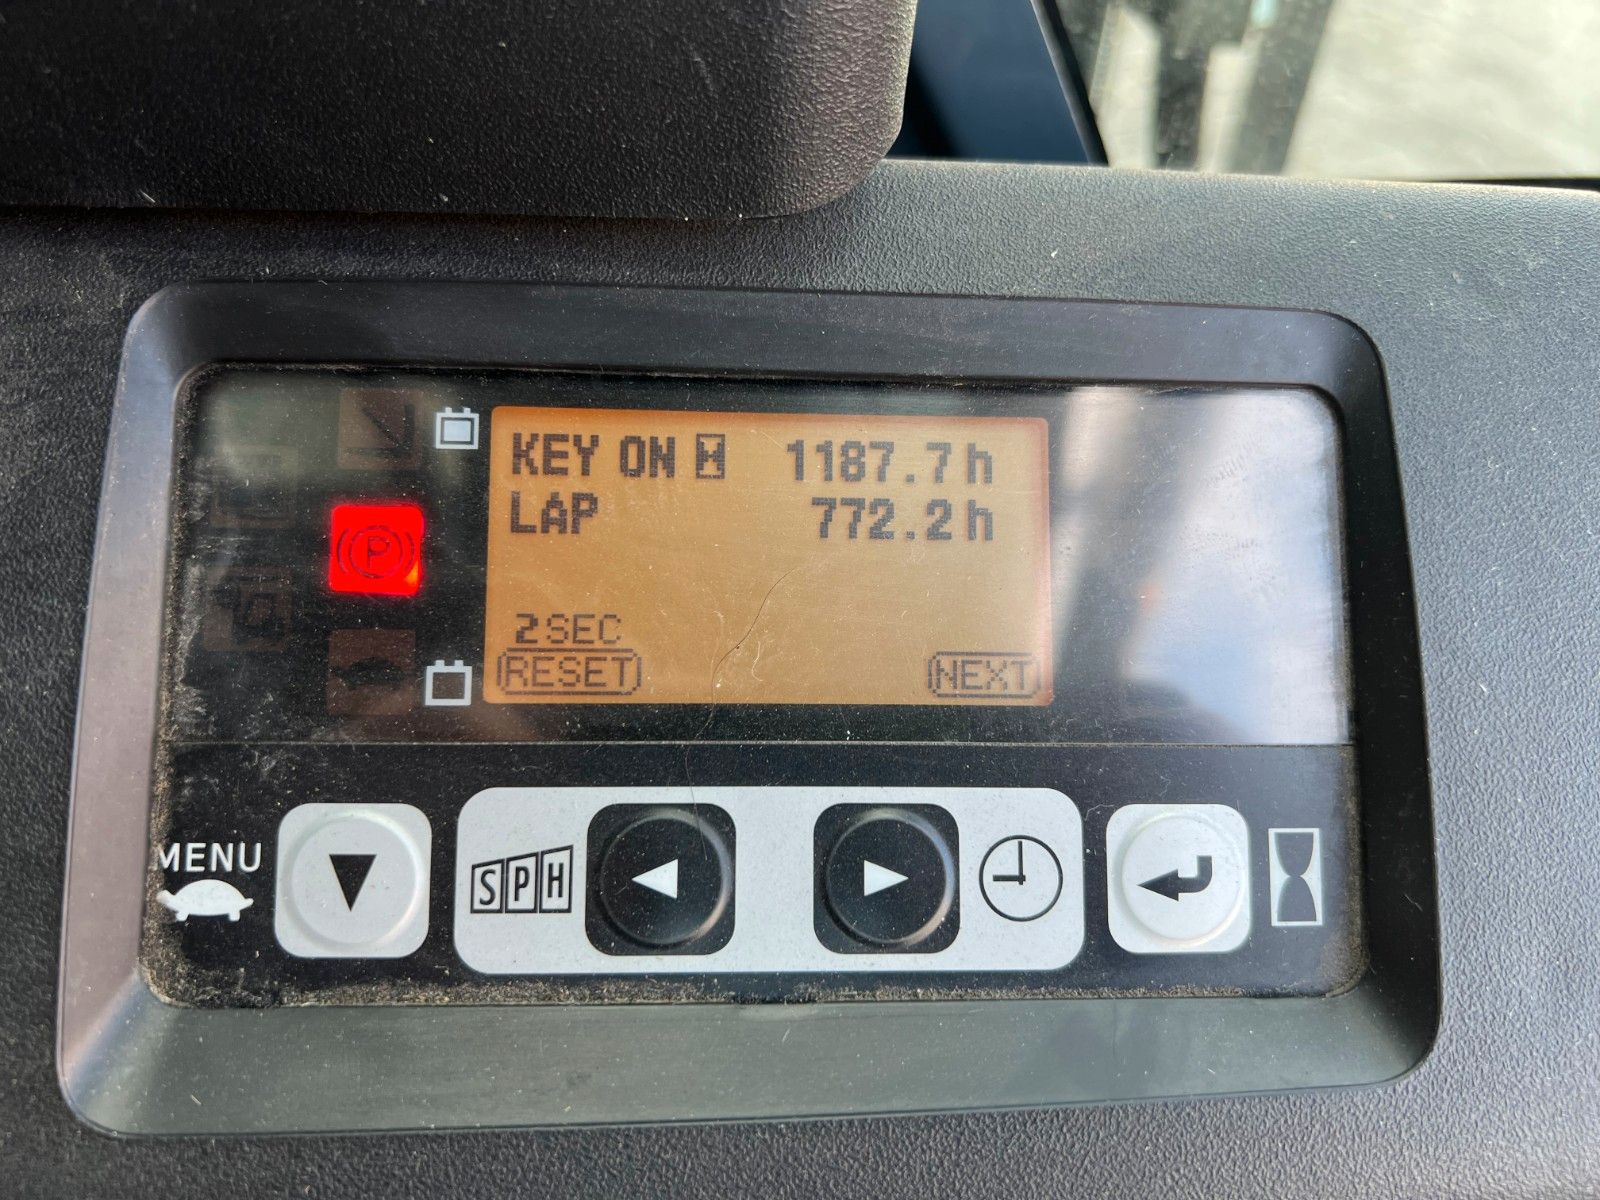 KEY ON 1187.7 h
LAP 772.2 h
P
2 SEC
RESET NEXT
MENU
SPH